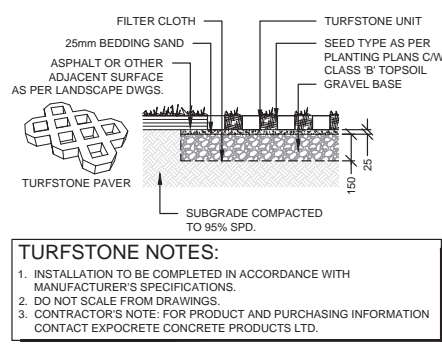 FILTER CLOTH
25mm BEDDING SAND
ASPHALT OR OTHER
ADJACENT SURFACE
AS PER LANDSCAPE DWGS.
TURFSTONE UNIT
SEED TYPE AS PER
PLANTING PLANS C/W
CLASS 'B' TOPSOIL
GRAVEL BASE
TURFSTONE PAVER
150
25
SUBGRADE COMPACTED
TO 95% SPD.
TURFSTONE NOTES:
1. INSTALLATION TO BE COMPLETED IN ACCORDANCE WITH
MANUFACTURER'S SPECIFICATIONS.
2. DO NOT SCALE FROM DRAWINGS.
3. CONTRACTOR'S NOTE: FOR PRODUCT AND PURCHASING INFORMATION
CONTACT EXPOCRETE CONCRETE PRODUCTS LTD.